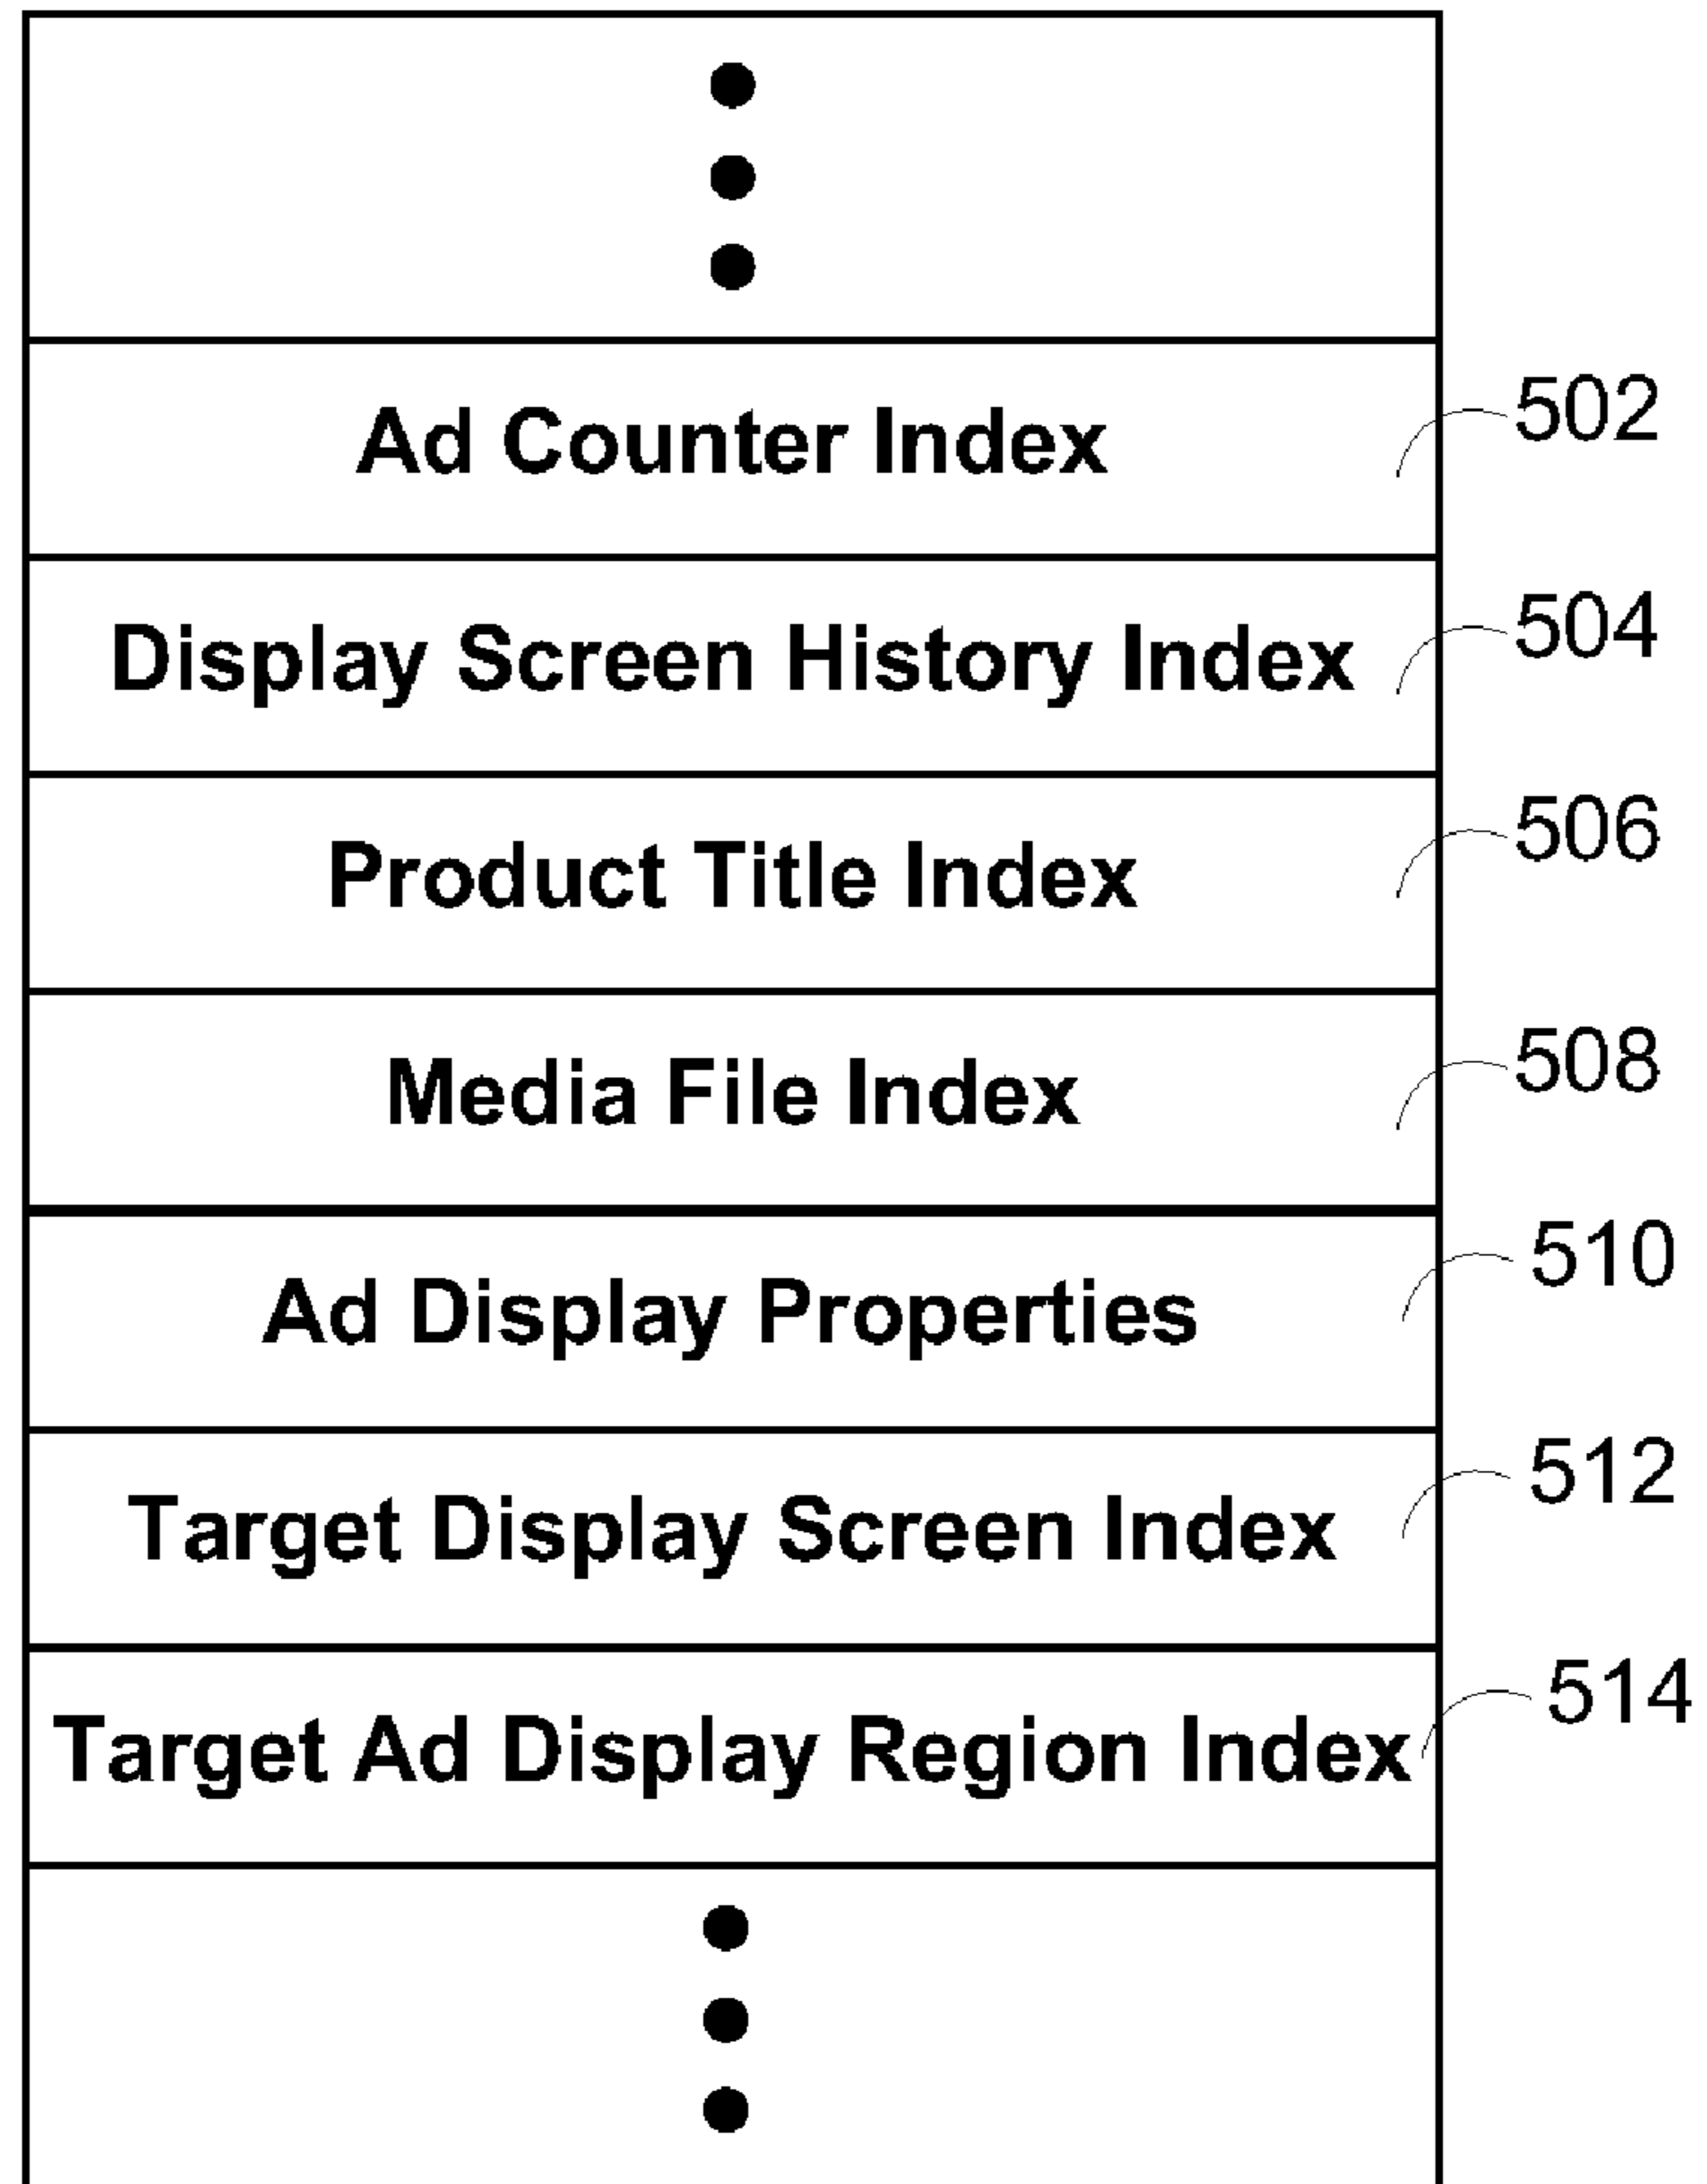 Ad Counter Index 502
Display Screen History Index 504
Product Title Index 506
Media File Index 508
Ad Display Properties 510
Target Display Screen Index 512
Target Ad Display Region Index 514